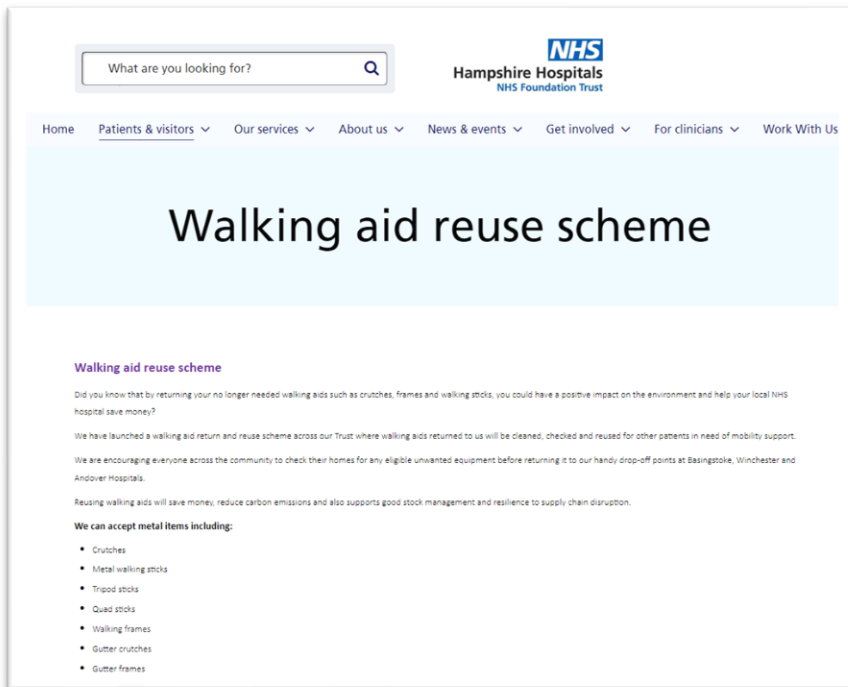 What are you looking for?
NHS
Hampshire Hospitals
NHS Foundation Trust
Home Patients & visitors Our services About us News & events Get involved For clinicians Work With Us
Walking aid reuse scheme
Walking aid reuse scheme
Did you know that by returning your no longer needed walking aids such as crutches, frames and walking sticks, you could have a positive impact on the environment and help your local NHS
hospital save money?
We have launched a walking aid return and reuse scheme across our Trust where walking aids returned to us will be cleaned, checked and reused for other patients in need of mobility support.
We are encouraging everyone across the community to check their homes for any eligible unwanted equipment before returning it to our handy drop-off points at Basingstoke, Winchester and
Andover Hospitals.
Reusing walking aids will save money, reduce carbon emissions and also supports good stock management and resilience to supply chain disruption.
We can accept metal items including:
• Crutches
• Metal walking sticks
• Tripod sticks
• Quad sticks
• Walking frames
• Gutter crutches
• Gutter frames